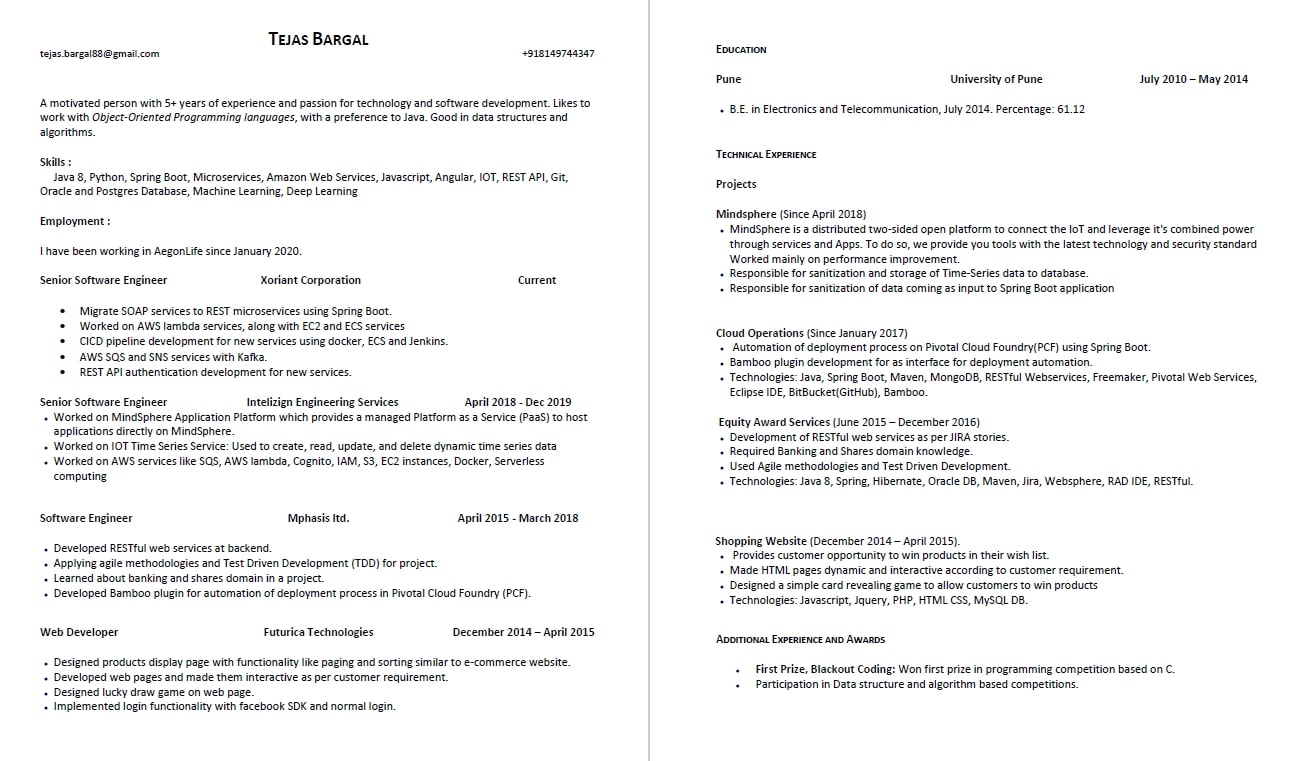 TEJAS BARGAL
tejas.bargal88@gmail.com +918149744347
A motivated person with 5+ years of experience and passion for technology and software development. Likes to
work with Object-Oriented Programming languages, with a preference to Java. Good in data structures and
algorithms.
Skills :
Java 8, Python, Spring Boot, Microservices, Amazon Web Services, Javascript, Angular, IOT, REST API, Git,
Oracle and Postgres Database, Machine Learning, Deep Learning
Employment :
I have been working in AegonLife since January 2020.
Senior Software Engineer Xoriant Corporation Current
• Migrate SOAP services to REST microservices using Spring Boot.
• Worked on AWS lambda services, along with EC2 and ECS services
• CICD pipeline development for new services using docker, ECS and Jenkins.
• AWS SQS and SNS services with Kafka.
• REST API authentication development for new services.
Senior Software Engineer Intelizign Engineering Services April 2018 - Dec 2019
• Worked on MindSphere Application Platform which provides a managed Platform as a Service (PaaS) to host
applications directly on MindSphere.
• Worked on IOT Time Series Service: Used to create, read, update, and delete dynamic time series data
• Worked on AWS services like SQS, AWS lambda, Cognito, IAM, S3, EC2 instances, Docker, Serverless
computing
Software Engineer Mphasis ltd. April 2015 - March 2018
• Developed RESTful web services at backend.
• Applying agile methodologies and Test Driven Development (TDD) for project.
• Learned about banking and shares domain in a project.
• Developed Bamboo plugin for automation of deployment process in Pivotal Cloud Foundry (PCF).
Web Developer Futurica Technologies December 2014 – April 2015
• Designed products display page with functionality like paging and sorting similar to e-commerce website.
• Developed web pages and made them interactive as per customer requirement.
• Designed lucky draw game on web page.
• Implemented login functionality with facebook SDK and normal login.
EDUCATION
Pune University of Pune July 2010 – May 2014
• B.E. in Electronics and Telecommunication, July 2014. Percentage: 61.12
TECHNICAL EXPERIENCE
Projects
Mindsphere (Since April 2018)
• MindSphere is a distributed two-sided open platform to connect the IoT and leverage it's combined power
through services and Apps. To do so, we provide you tools with the latest technology and security standard
Worked mainly on performance improvement.
• Responsible for sanitization and storage of Time-Series data to database.
• Responsible for sanitization of data coming as input to Spring Boot application
Cloud Operations (Since January 2017)
• Automation of deployment process on Pivotal Cloud Foundry(PCF) using Spring Boot.
• Bamboo plugin development for as interface for deployment automation.
• Technologies: Java, Spring Boot, Maven, MongoDB, RESTful Webservices, Freemaker, Pivotal Web Services,
Eclipse IDE, BitBucket(GitHub), Bamboo.
Equity Award Services (June 2015 – December 2016)
• Development of RESTful web services as per JIRA stories.
• Required Banking and Shares domain knowledge.
• Used Agile methodologies and Test Driven Development.
• Technologies: Java 8, Spring, Hibernate, Oracle DB, Maven, Jira, Websphere, RAD IDE, RESTful.
Shopping Website (December 2014 – April 2015).
• Provides customer opportunity to win products in their wish list.
• Made HTML pages dynamic and interactive according to customer requirement.
• Designed a simple card revealing game to allow customers to win products
• Technologies: Javascript, Jquery, PHP, HTML CSS, MySQL DB.
ADDITIONAL EXPERIENCE AND AWARDS
• First Prize, Blackout Coding: Won first prize in programming competition based on C.
• Participation in Data structure and algorithm based competitions.